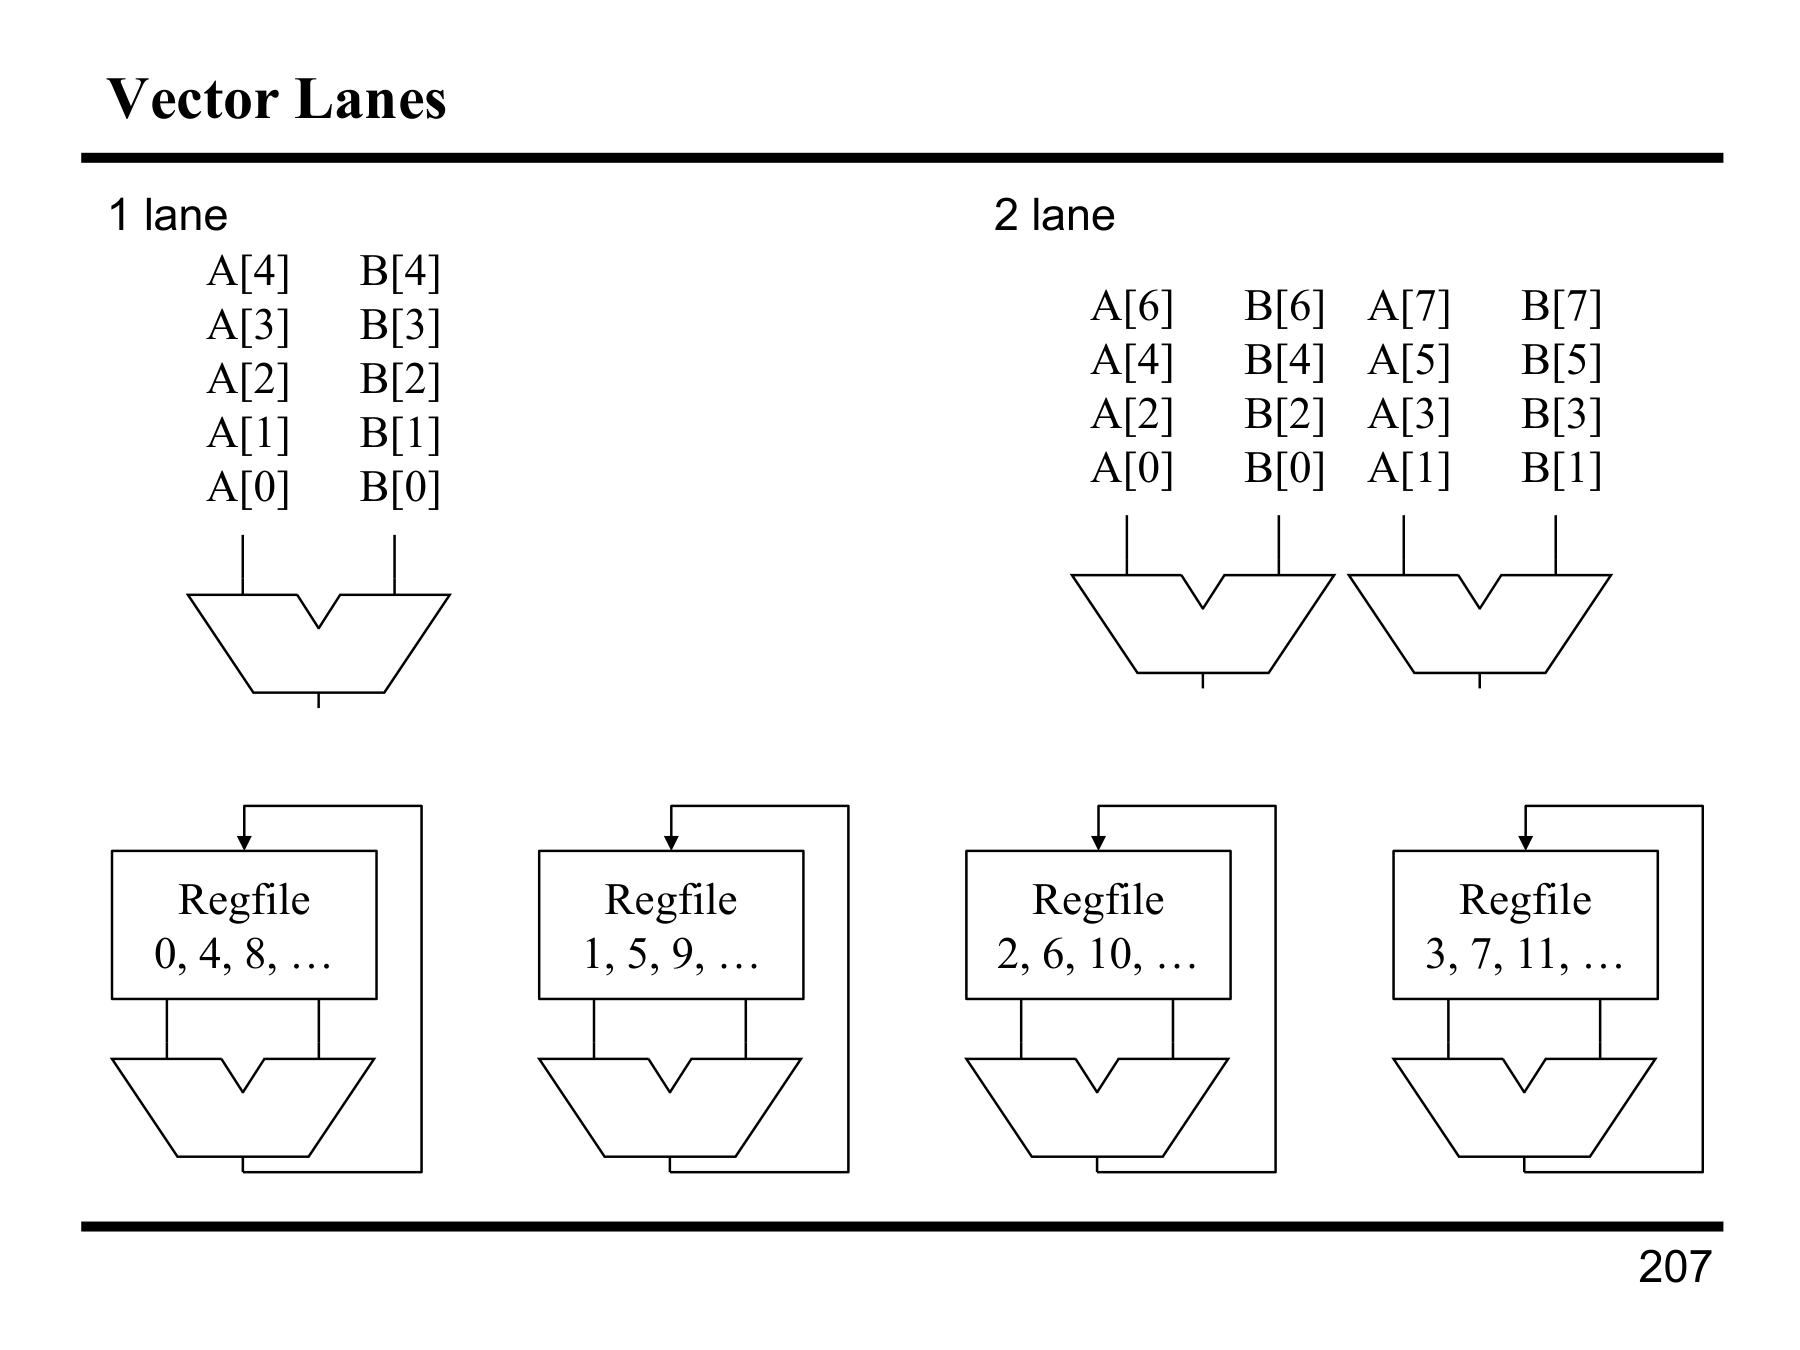 Vector Lanes
1 lane
A[4] B[4]
A[3] B[3]
A[2] B[2]
A[1] B[1]
A[0] B[0]
2 lane
A[6] B[6] A[7] B[7]
A[4] B[4] A[5] B[5]
A[2] B[2] A[3] B[3]
A[0] B[0] A[1] B[1]
Regfile
0, 4, 8, …
Regfile
1, 5, 9, …
Regfile
2, 6, 10, …
Regfile
3, 7, 11, …
207